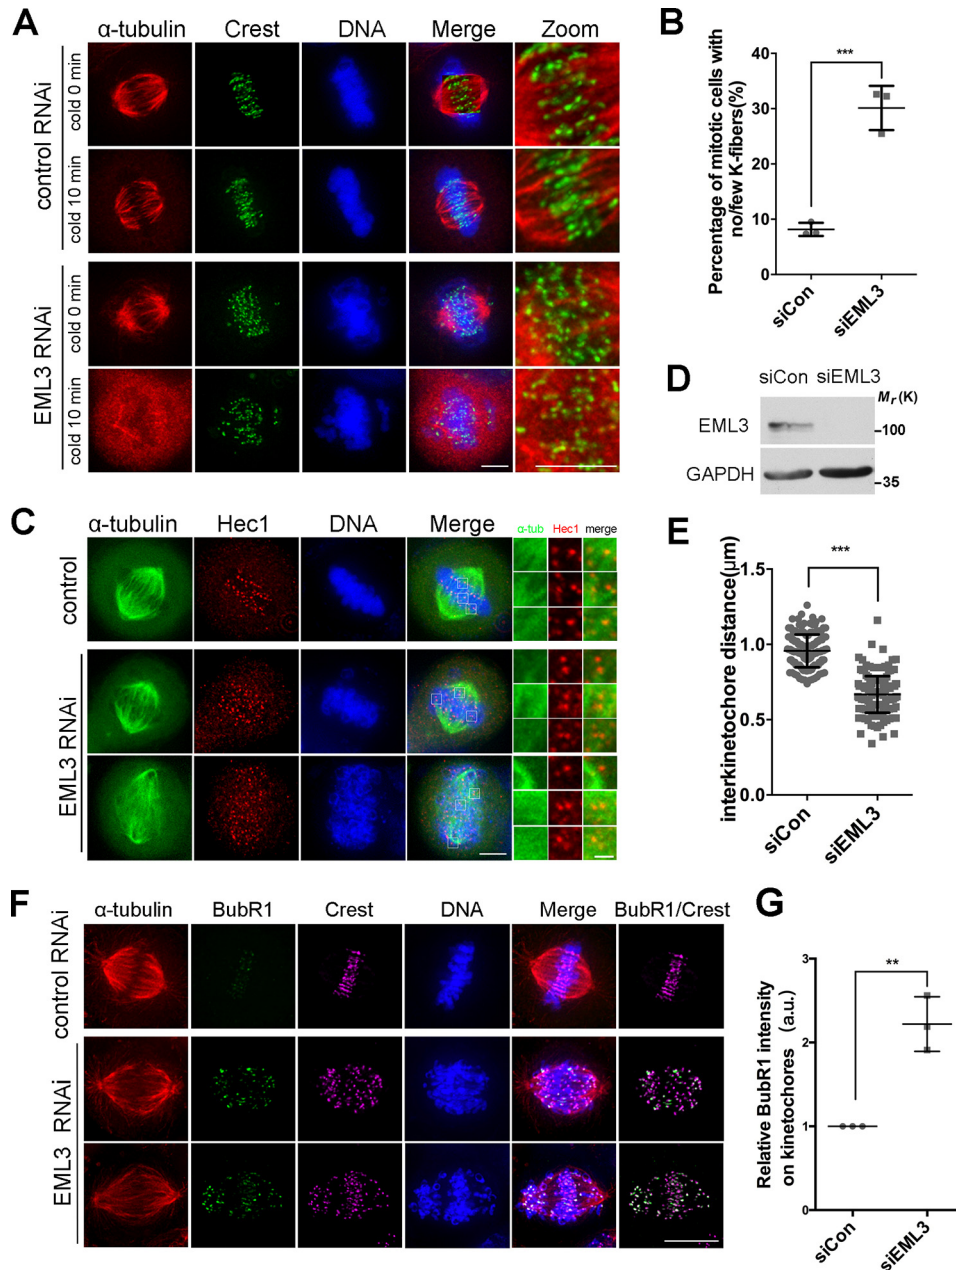 A
α-tubulin Crest DNA Merge Zoom
control RNAi
cold 0 min
cold 10 min
EML3 RNAi
cold 0 min
cold 10 min
B
Percentage of mitotic cells with
no/few K-fibers(%)
40
30
20
10
0
***
siCon
siEML3
D
siCon siEML3
Mr (K)
EML3
-100
GAPDH
-35
C
α-tubulin Hec1 DNA Merge
α-tub Hec1 merge
control
EML3 RNAi
E
interkinetochore distance(μm)
1.5
1.0
0.5
0.0
***
siCon
siEML3
F
α-tubulin BubR1 Crest DNA Merge BubR1/Crest
control RNAi
EML3 RNAi
G
Relative BubR1 intensity
on kinetochores (a.u.)
3
2
1
0
**
siCon
siEML3